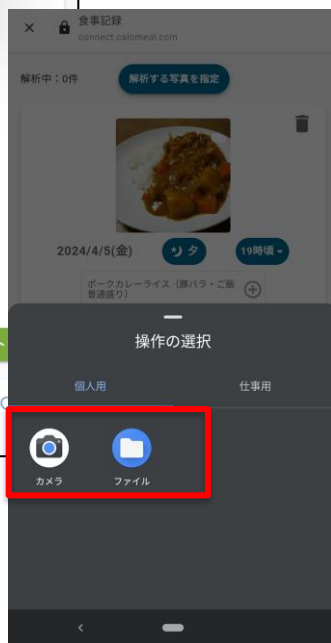 食事記録
connect.calomeal.com
解析中：0件
解析する写真を指定
2024/4/5(金)
夕
19時頃
ポークカレーライス（豚バラ・ご飯
普通盛り）
操作の選択
個人用
仕事用
カメラ
ファイル